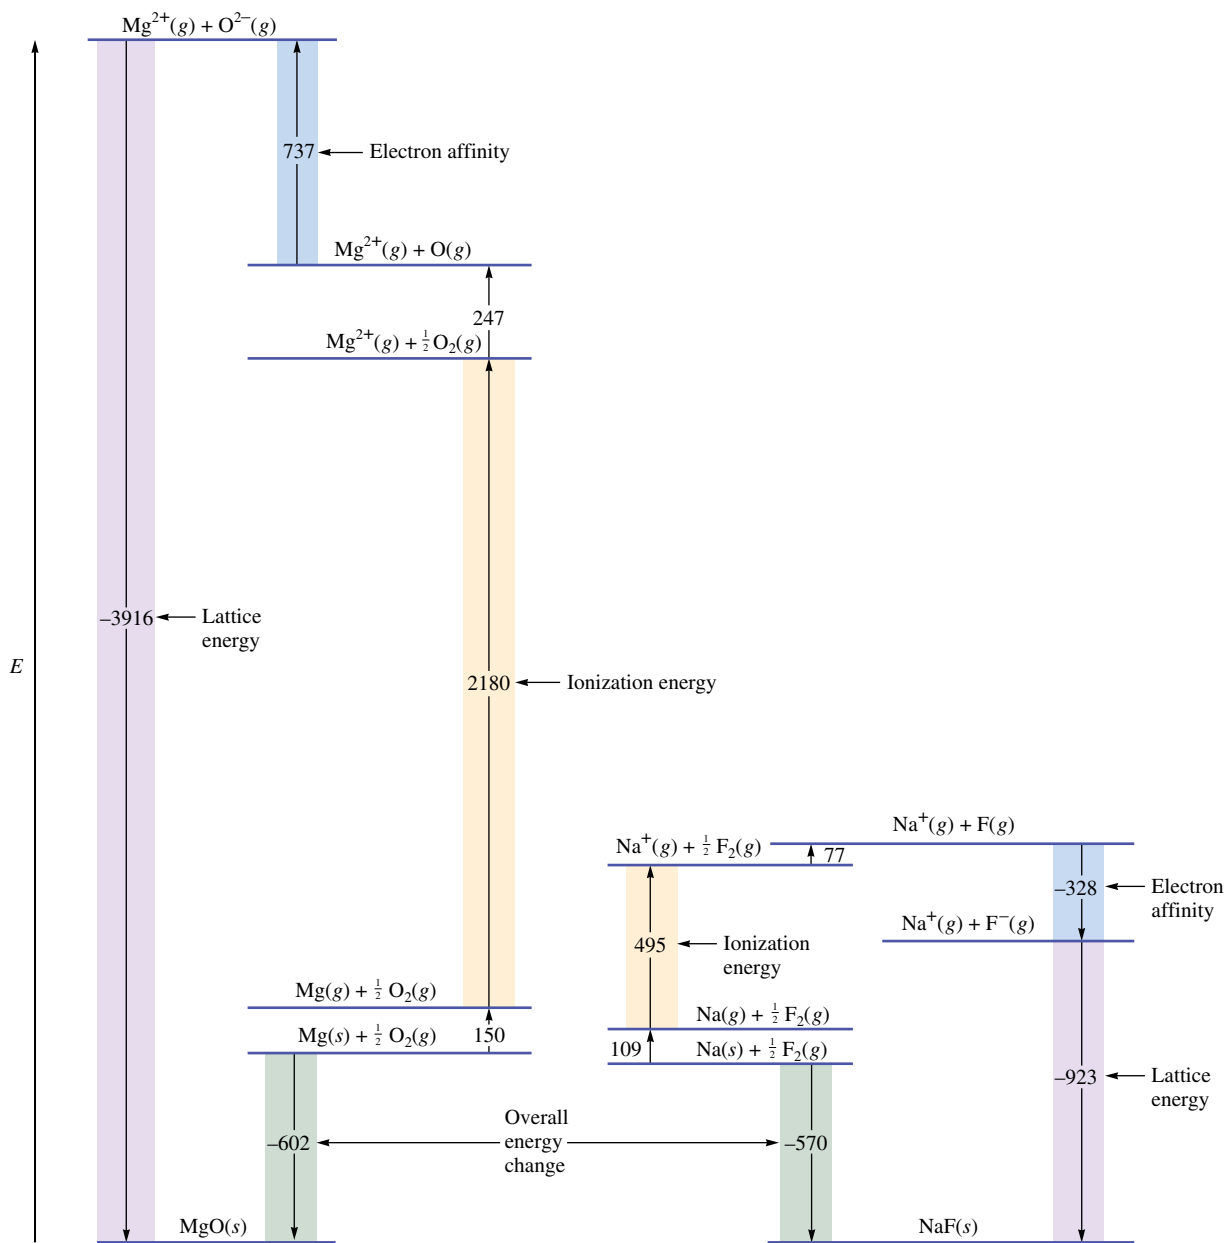 Mg²⁺(g) + O²⁻(g)
737
Electron affinity
Mg²⁺(g) + O(g)
247
Mg²⁺(g) + ½O₂(g)
–3916
Lattice
energy
E
2180
Ionization energy
Na⁺(g) + F(g)
Na⁺(g) + ½ F₂(g)
77
–328
Electron
affinity
Na⁺(g) + F⁻(g)
495
Ionization
energy
Mg(g) + ½ O₂(g)
Na(g) + ½ F₂(g)
Mg(s) + ½ O₂(g)
150
109
Na(s) + ½ F₂(g)
–923
Lattice
energy
Overall
energy
change
–602
–570
MgO(s)
NaF(s)